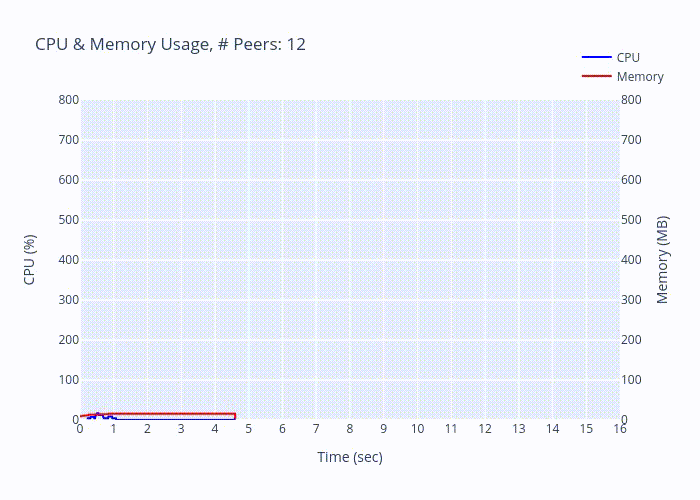 CPU & Memory Usage, # Peers: 12
CPU
Memory
800
700
600
500
400
300
200
100
0
CPU (%)
800
700
600
500
400
300
200
100
0
Memory (MB)
0 1 2 3 4 5 6 7 8 9 10 11 12 13 14 15 16
Time (sec)